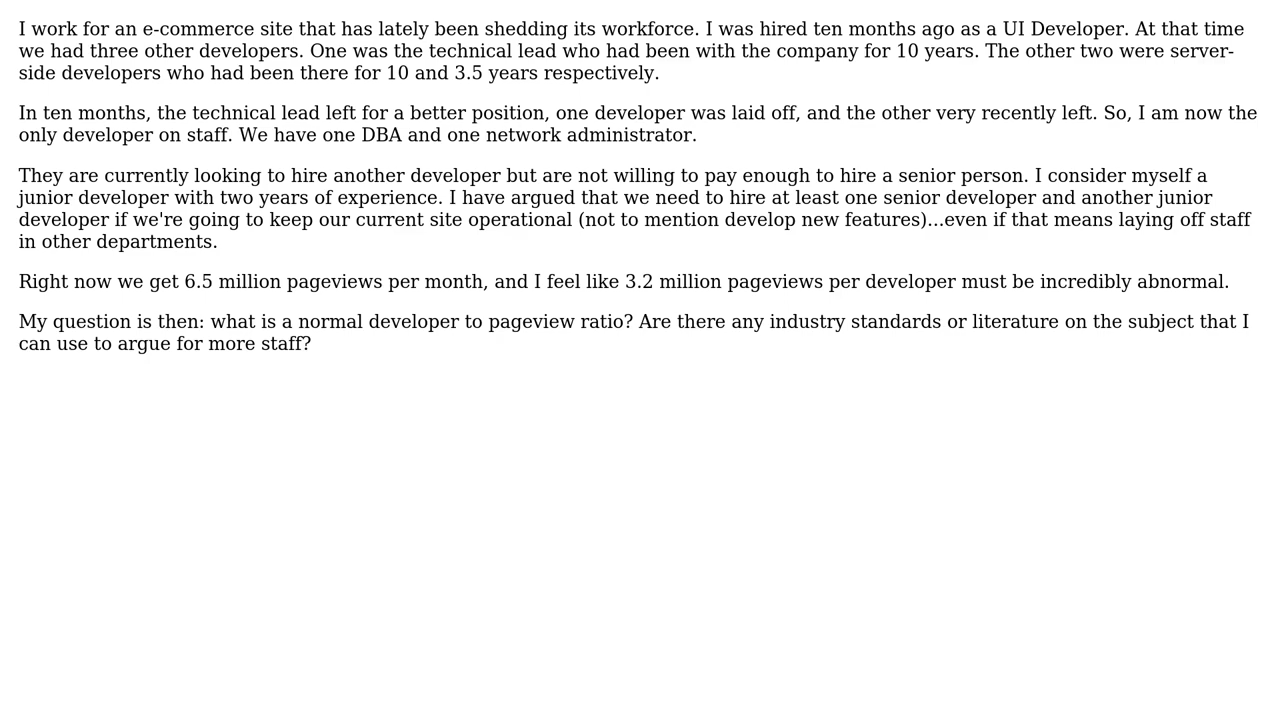 I work for an e-commerce site that has lately been shedding its workforce. I was hired ten months ago as a UI Developer. At that time
we had three other developers. One was the technical lead who had been with the company for 10 years. The other two were server-
side developers who had been there for 10 and 3.5 years respectively.
In ten months, the technical lead left for a better position, one developer was laid off, and the other very recently left. So, I am now the
only developer on staff. We have one DBA and one network administrator.
They are currently looking to hire another developer but are not willing to pay enough to hire a senior person. I consider myself a
junior developer with two years of experience. I have argued that we need to hire at least one senior developer and another junior
developer if we're going to keep our current site operational (not to mention develop new features)...even if that means laying off staff
in other departments.
Right now we get 6.5 million pageviews per month, and I feel like 3.2 million pageviews per developer must be incredibly abnormal.
My question is then: what is a normal developer to pageview ratio? Are there any industry standards or literature on the subject that I
can use to argue for more staff?